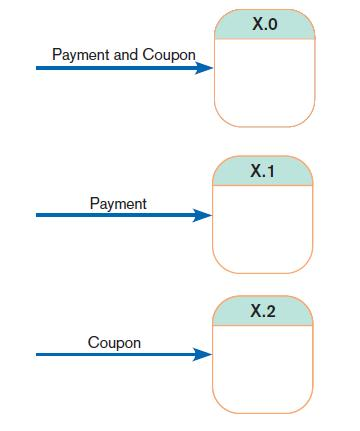 X.0
Payment and Coupon
X.1
Payment
X.2
Coupon